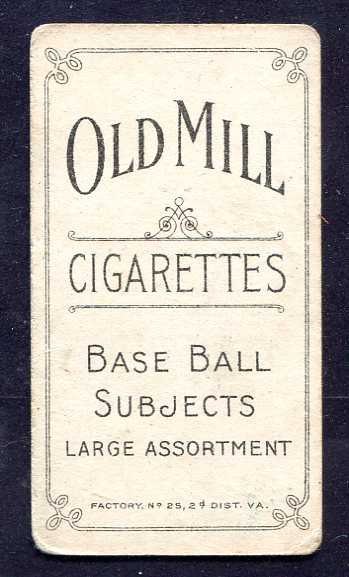 OLD MILL
CIGARETTES
BASE BALL
SUBJECTS
LARGE ASSORTMENT
FACTORY, Nº 25, 2ᵈ DIST. VA.